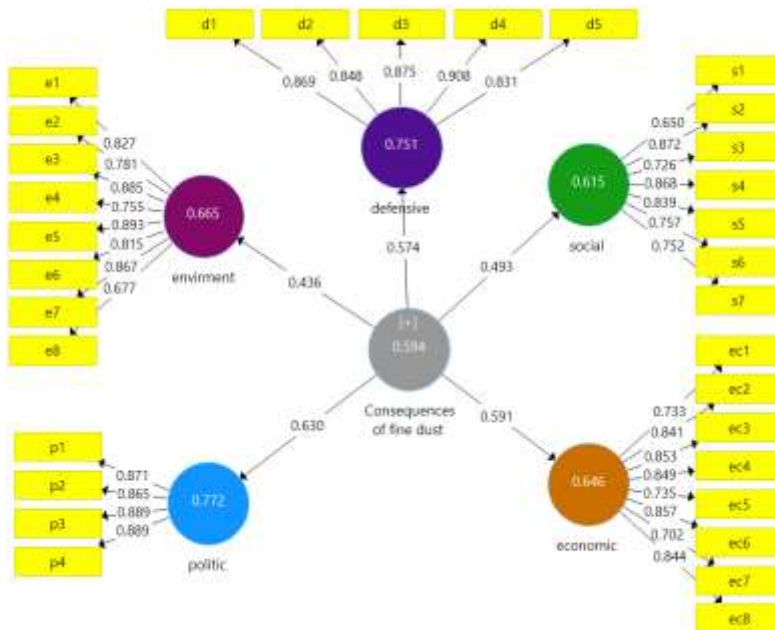 d1 d2 d3 d4 d5
0.869 0.848 0.875 0.908 0.831
0.751
defensive
e1
e2
e3
e4
e5
e6
e7
e8
0.827
0.781
0.885
0.755
0.893
0.815
0.867
0.677
0.665
envirment
s1
s2
s3
s4
s5
s6
s7
0.650
0.872
0.726
0.868
0.839
0.757
0.752
0.615
social
0.574
0.436
0.493
[+]
0.594
Consequences
of fine dust
0.630
0.591
p1
p2
p3
p4
0.871
0.865
0.889
0.889
0.772
politic
ec1
ec2
ec3
ec4
ec5
ec6
ec7
ec8
0.733
0.841
0.853
0.849
0.735
0.857
0.702
0.844
0.646
economic